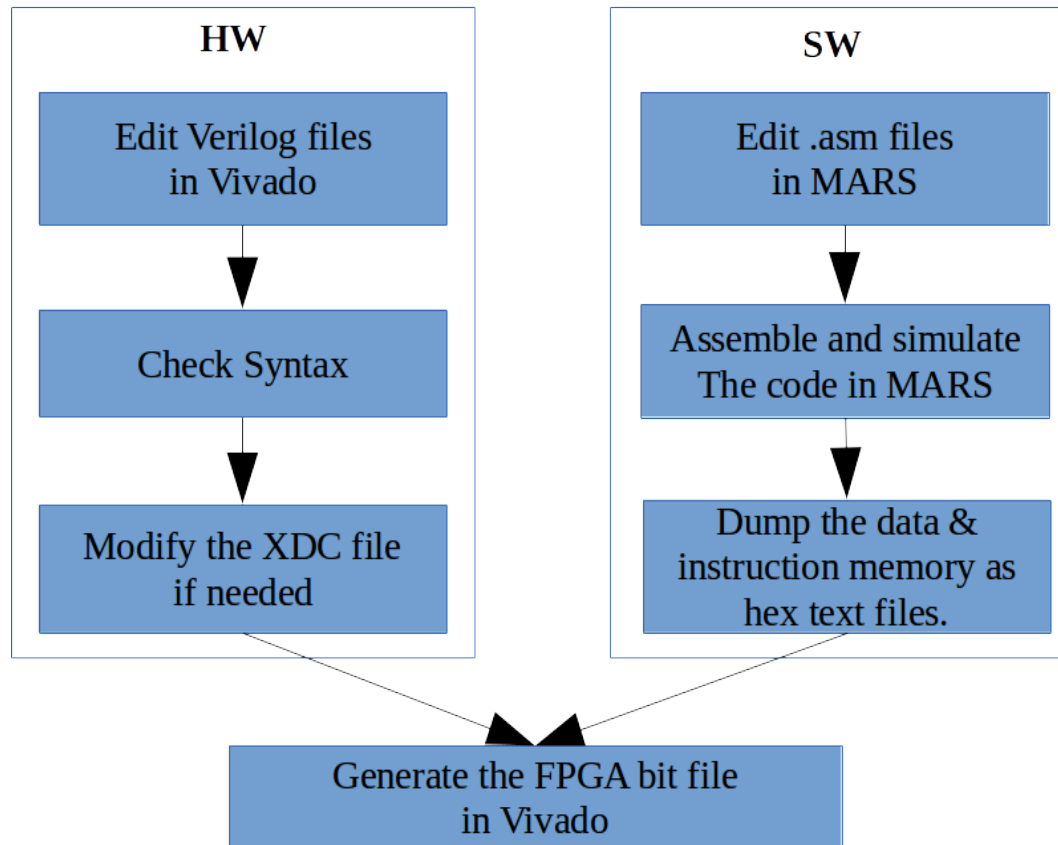 HW
Edit Verilog files
in Vivado
Check Syntax
Modify the XDC file
if needed
SW
Edit .asm files
in MARS
Assemble and simulate
The code in MARS
Dump the data &
instruction memory as
hex text files.
Generate the FPGA bit file
in Vivado